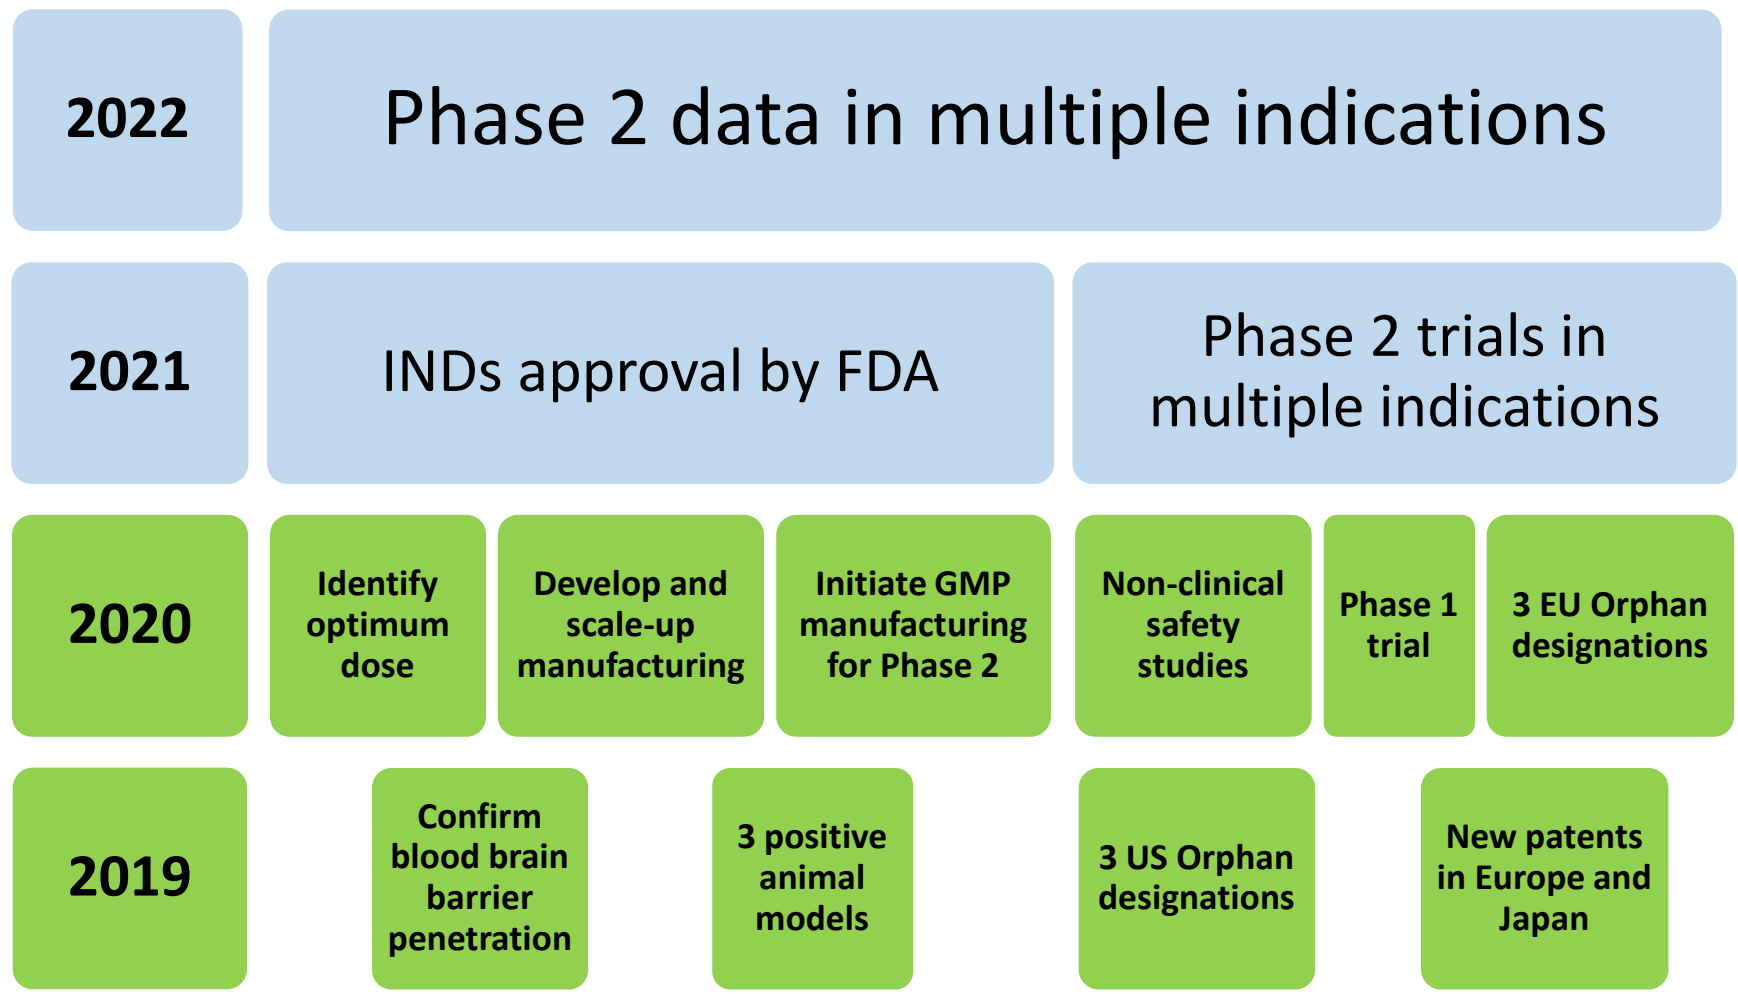 2022
Phase 2 data in multiple indications
2021
INDs approval by FDA
Phase 2 trials in
multiple indications
2020
Identify
optimum
dose
Develop and
scale-up
manufacturing
Initiate GMP
manufacturing
for Phase 2
Non-clinical
safety
studies
Phase 1
trial
3 EU Orphan
designations
2019
Confirm
blood brain
barrier
penetration
3 positive
animal
models
3 US Orphan
designations
New patents
in Europe and
Japan